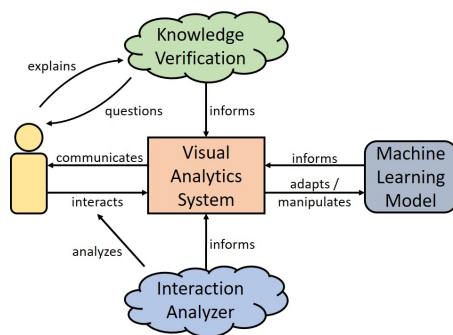 Knowledge
Verification
explains
questions
informs
communicates
Visual
Analytics
System
informs
Machine
Learning
Model
interacts
adapts /
manipulates
analyzes
informs
Interaction
Analyzer